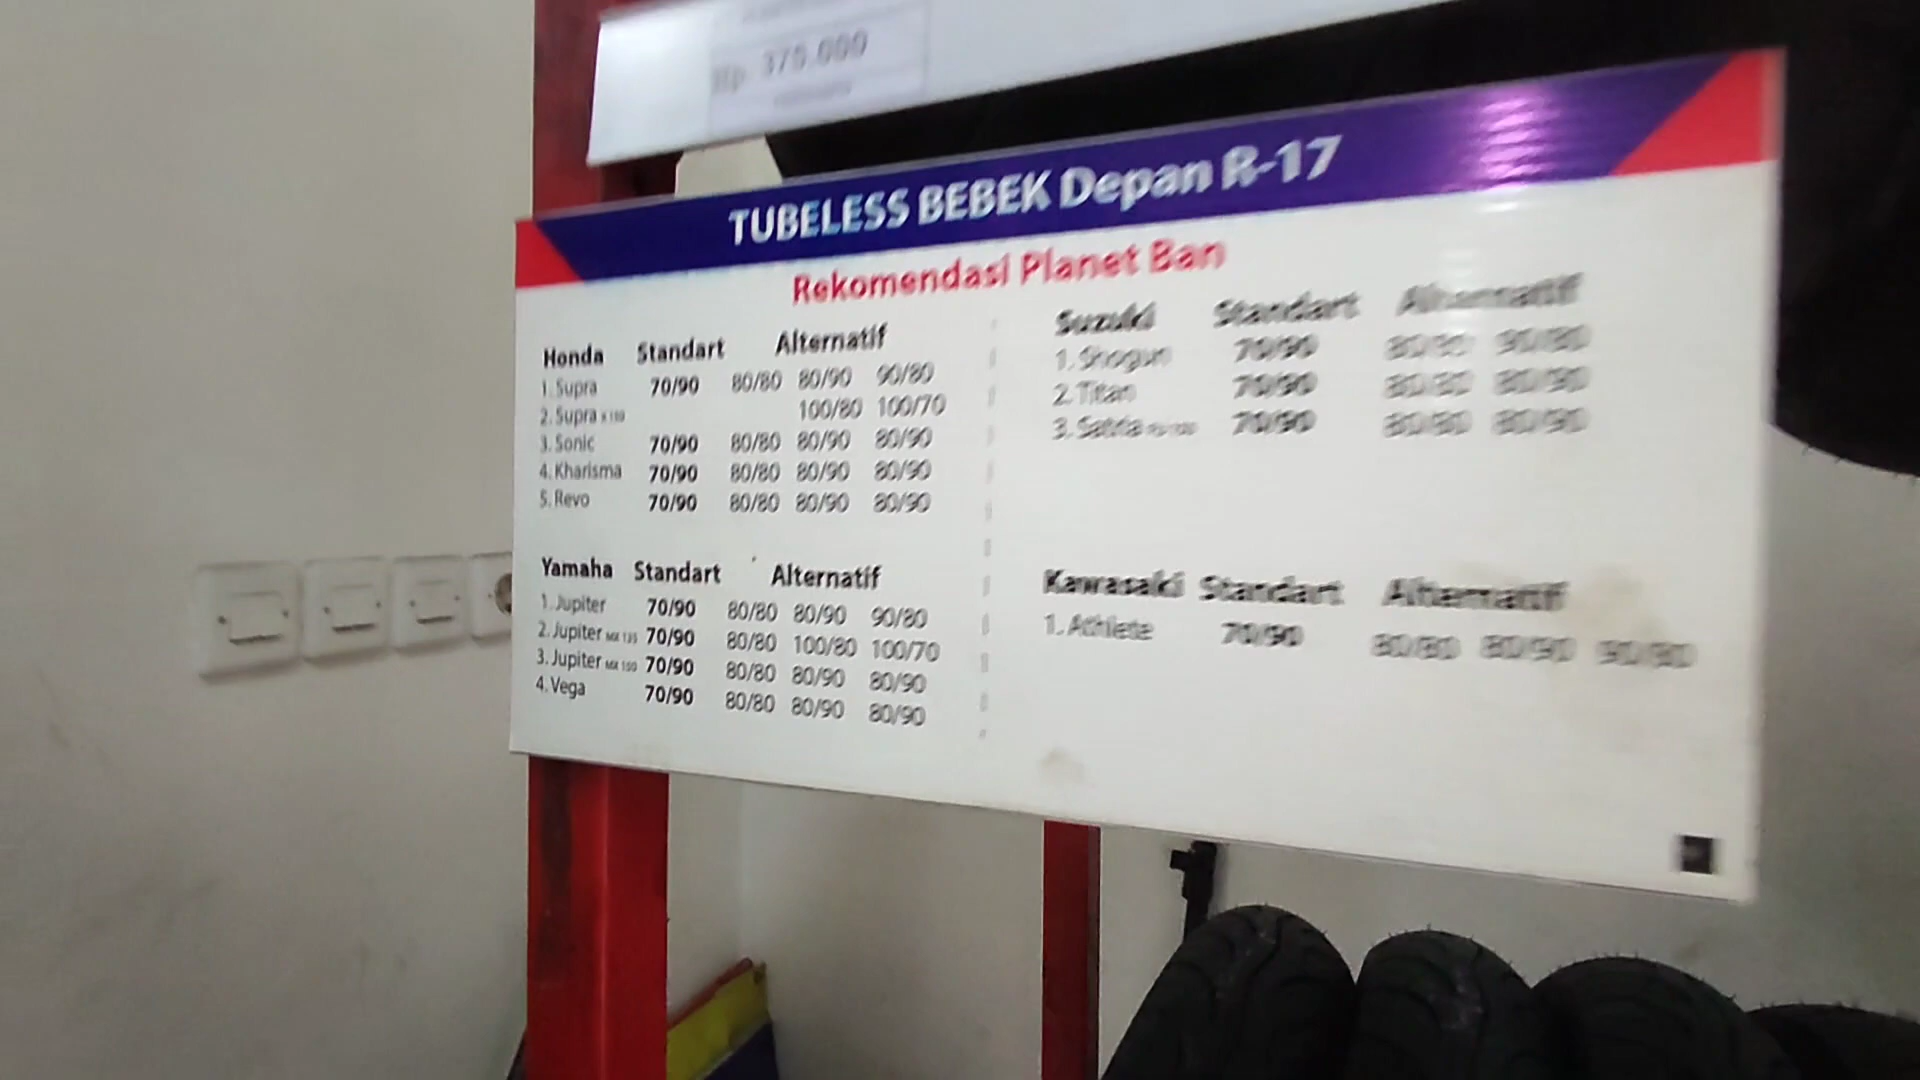 Rp 375.000
TUBELESS BEBEK Depan R-17
Rekomendasi Planet Ban
Honda Standart Alternatif
1. Supra 70/90 80/80 80/90 90/80
2. Supra 100/80 100/70
3. Sonic 70/90 80/80 80/90 80/90
4. Kharisma 70/90 80/80 80/90 80/90
5. Revo 70/90 80/80 80/90 80/90
Yamaha Standart Alternatif
1. Jupiter 70/90 80/80 80/90 90/80
2. Jupiter MX 135 70/90 80/80 100/80 100/70
3. Jupiter MX 150 70/90 80/80 80/90 80/90
4. Vega 70/90 80/80 80/90 80/90
Suzuki Standart Alternatif
1. Shogun 70/90 80/80 90/80
2. Titan 70/90 80/80 80/90
3. Satria 70/90 80/80 80/90
Kawasaki Standart Alternatif
1. Athlete 70/90 80/80 80/90 90/80